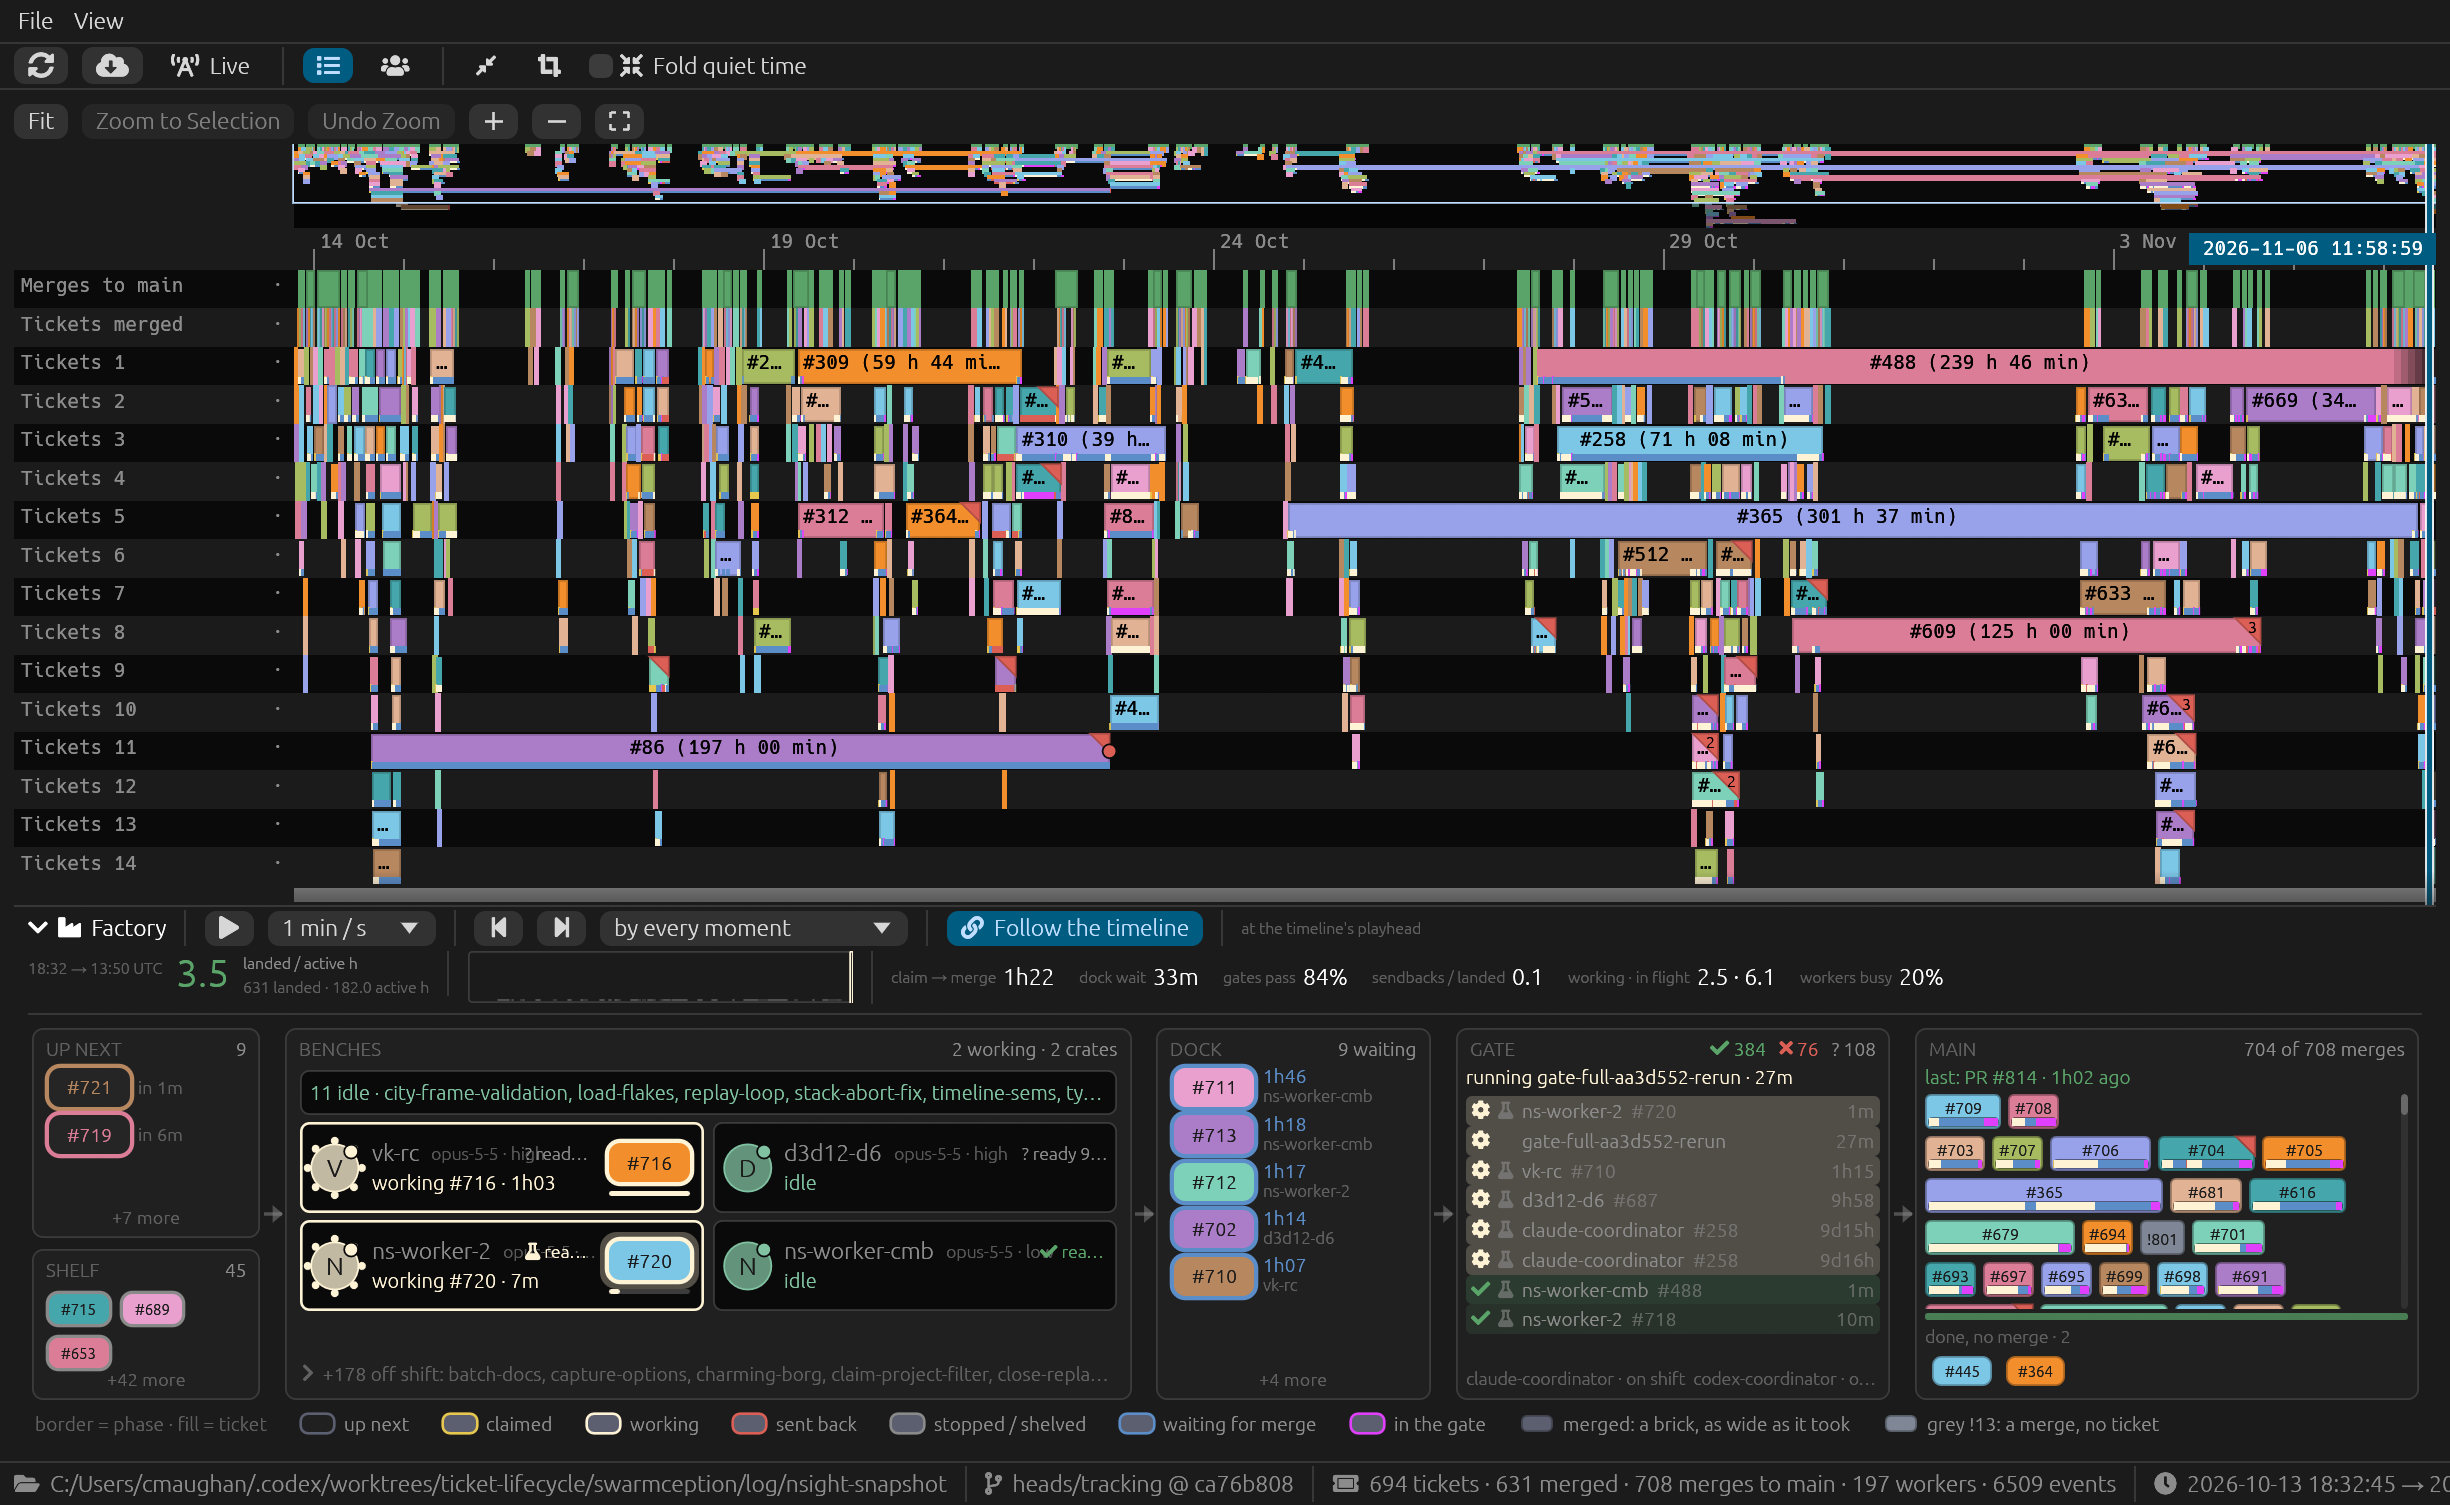 File View
Live Fold quiet time
Fit Zoom to Selection Undo Zoom
14 Oct 19 Oct 24 Oct 29 Oct 3 Nov 2026-11-06 11:58:59
Merges to main
Tickets merged
Tickets 1 ... #2... #309 (59 h 44 mi... #... #4... #488 (239 h 46 min)
Tickets 2 #... #... #5... ... #63... #669 (34... ...
Tickets 3 #310 (39 h... #258 (71 h 08 min) #... ...
Tickets 4 #... #... #... #...
Tickets 5 #312 ... #364... #8... #365 (301 h 37 min)
Tickets 6 ... #512 ... #... ...
Tickets 7 #... #... #... #633 ...
Tickets 8 #... #... ... #609 (125 h 00 min) 3
Tickets 9 ...
Tickets 10 #4... ... #6... 3
Tickets 11 #86 (197 h 00 min) ... 2 #6...
Tickets 12 #... 2 #...
Tickets 13 ... #...
Tickets 14 ... ...
Factory 1 min / s by every moment Follow the timeline at the timeline's playhead
18:32 → 13:50 UTC 3.5 landed / active h
631 landed · 182.0 active h
claim → merge 1h22 dock wait 33m gates pass 84% sendbacks / landed 0.1 working · in flight 2.5 · 6.1 workers busy 20%
UP NEXT 9
#721 in 1m
#719 in 6m
+7 more
SHELF 45
#715 #689
#653
+42 more
BENCHES 2 working · 2 crates
11 idle · city-frame-validation, load-flakes, replay-loop, stack-abort-fix, timeline-sems, ty...
V vk-rc opus-5-5 · high ? read... #716
working #716 · 1h03
D d3d12-d6 opus-5-5 · high ? ready 9...
idle
N ns-worker-2 rea... #720
working #720 · 7m
N ns-worker-cmb opus-5-5 · rea...
idle
+178 off shift: batch-docs, capture-options, charming-borg, claim-project-filter, close-repla...
DOCK 9 waiting
#711 1h46
ns-worker-cmb
#713 1h18
ns-worker-cmb
#712 1h17
ns-worker-2
#702 1h14
d3d12-d6
#710 1h07
vk-rc
+4 more
GATE 384 76 ? 108
running gate-full-aa3d552-rerun · 27m
ns-worker-2 #720 1m
gate-full-aa3d552-rerun 27m
vk-rc #710 1h15
d3d12-d6 #687 9h58
claude-coordinator #258 9d15h
claude-coordinator #258 9d16h
ns-worker-cmb #488 1m
ns-worker-2 #718 10m
claude-coordinator · on shift codex-coordinator · o...
MAIN 704 of 708 merges
last: PR #814 · 1h02 ago
#709 #708
#703 #707 #706 #704 #705
#365 #681 #616
#679 #694 !801 #701
#693 #697 #695 #699 #698 #691
done, no merge · 2
#445 #364
border = phase · fill = ticket up next claimed working sent back stopped / shelved waiting for merge in the gate merged: a brick, as wide as it took grey !13: a merge, no ticket
C:/Users/cmaughan/.codex/worktrees/ticket-lifecycle/swarmception/log/nsight-snapshot heads/tracking @ ca76b808 694 tickets · 631 merged · 708 merges to main · 197 workers · 6509 events 2026-10-13 18:32:45 → 20